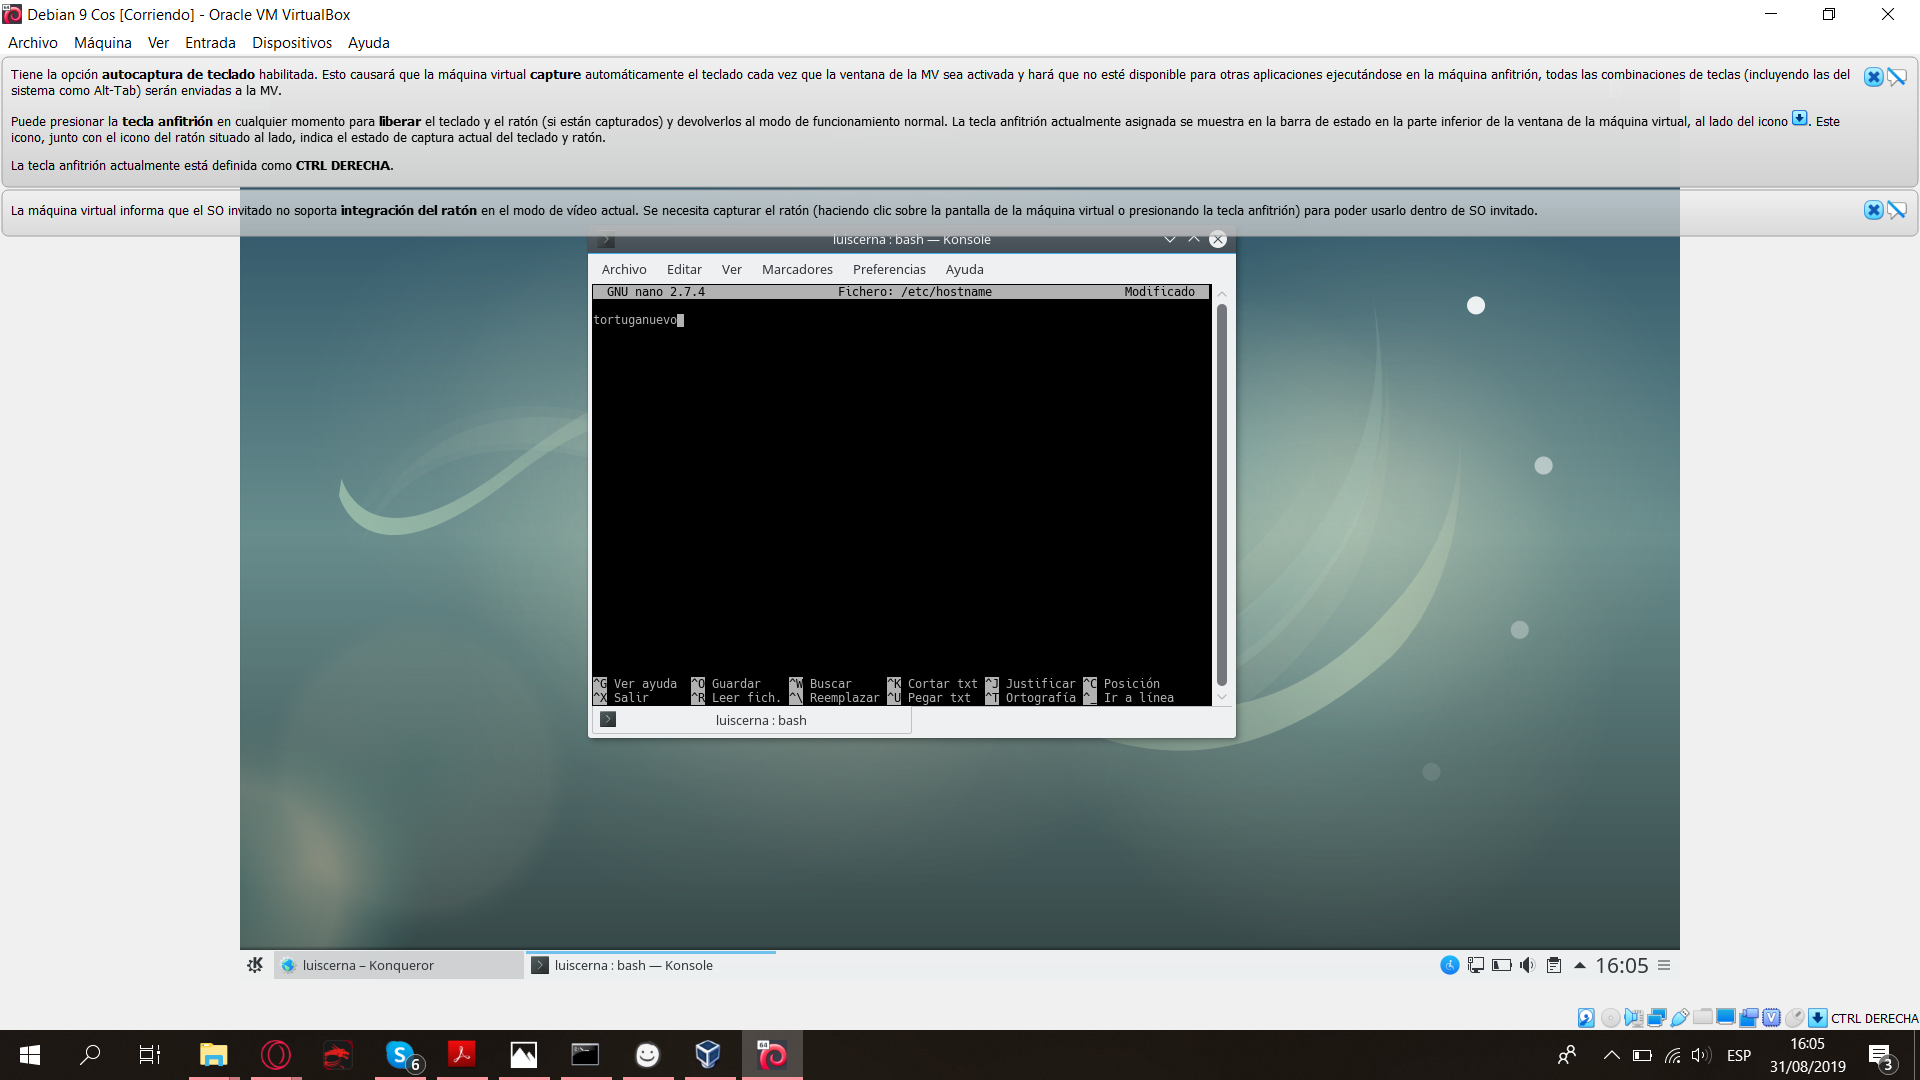 Debian 9 Cos [Corriendo] - Oracle VM VirtualBox
Archivo Máquina Ver Entrada Dispositivos Ayuda
Tiene la opción autocaptura de teclado habilitada. Esto causará que la máquina virtual capture automáticamente el teclado cada vez que la ventana de la MV sea activada y hará que no esté disponible para otras aplicaciones ejecutándose en la máquina anfitrión, todas las combinaciones de teclas (incluyendo las del
sistema como Alt-Tab) serán enviadas a la MV.
Puede presionar la tecla anfitrión en cualquier momento para liberar el teclado y el ratón (si están capturados) y devolverlos al modo de funcionamiento normal. La tecla anfitrión actualmente asignada se muestra en la barra de estado en la parte inferior de la ventana de la máquina virtual, al lado del icono . Este
icono, junto con el icono del ratón situado al lado, indica el estado de captura actual del teclado y ratón.
La tecla anfitrión actualmente está definida como CTRL DERECHA.
La máquina virtual informa que el SO invitado no soporta integración del ratón en el modo de vídeo actual. Se necesita capturar el ratón (haciendo clic sobre la pantalla de la máquina virtual o presionando la tecla anfitrión) para poder usarlo dentro de SO invitado.
luiscerna : bash — Konsole
Archivo Editar Ver Marcadores Preferencias Ayuda
GNU nano 2.7.4 Fichero: /etc/hostname Modificado
tortuganuevo
^G Ver ayuda ^O Guardar ^W Buscar ^K Cortar txt ^J Justificar ^C Posición
^X Salir ^R Leer fich. ^\ Reemplazar ^U Pegar txt ^T Ortografía ^_ Ir a línea
luiscerna : bash
luiscerna – Konqueror luiscerna : bash — Konsole 16:05
CTRL DERECHA
6 64 ESP 16:05
31/08/2019 3